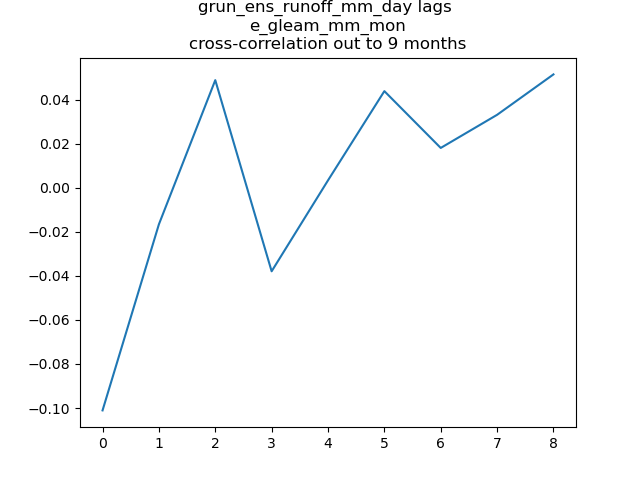 grun_ens_runoff_mm_day lags
e_gleam_mm_mon
cross-correlation out to 9 months
0.04
0.02
0.00
−0.02
−0.04
−0.06
−0.08
−0.10
0 1 2 3 4 5 6 7 8